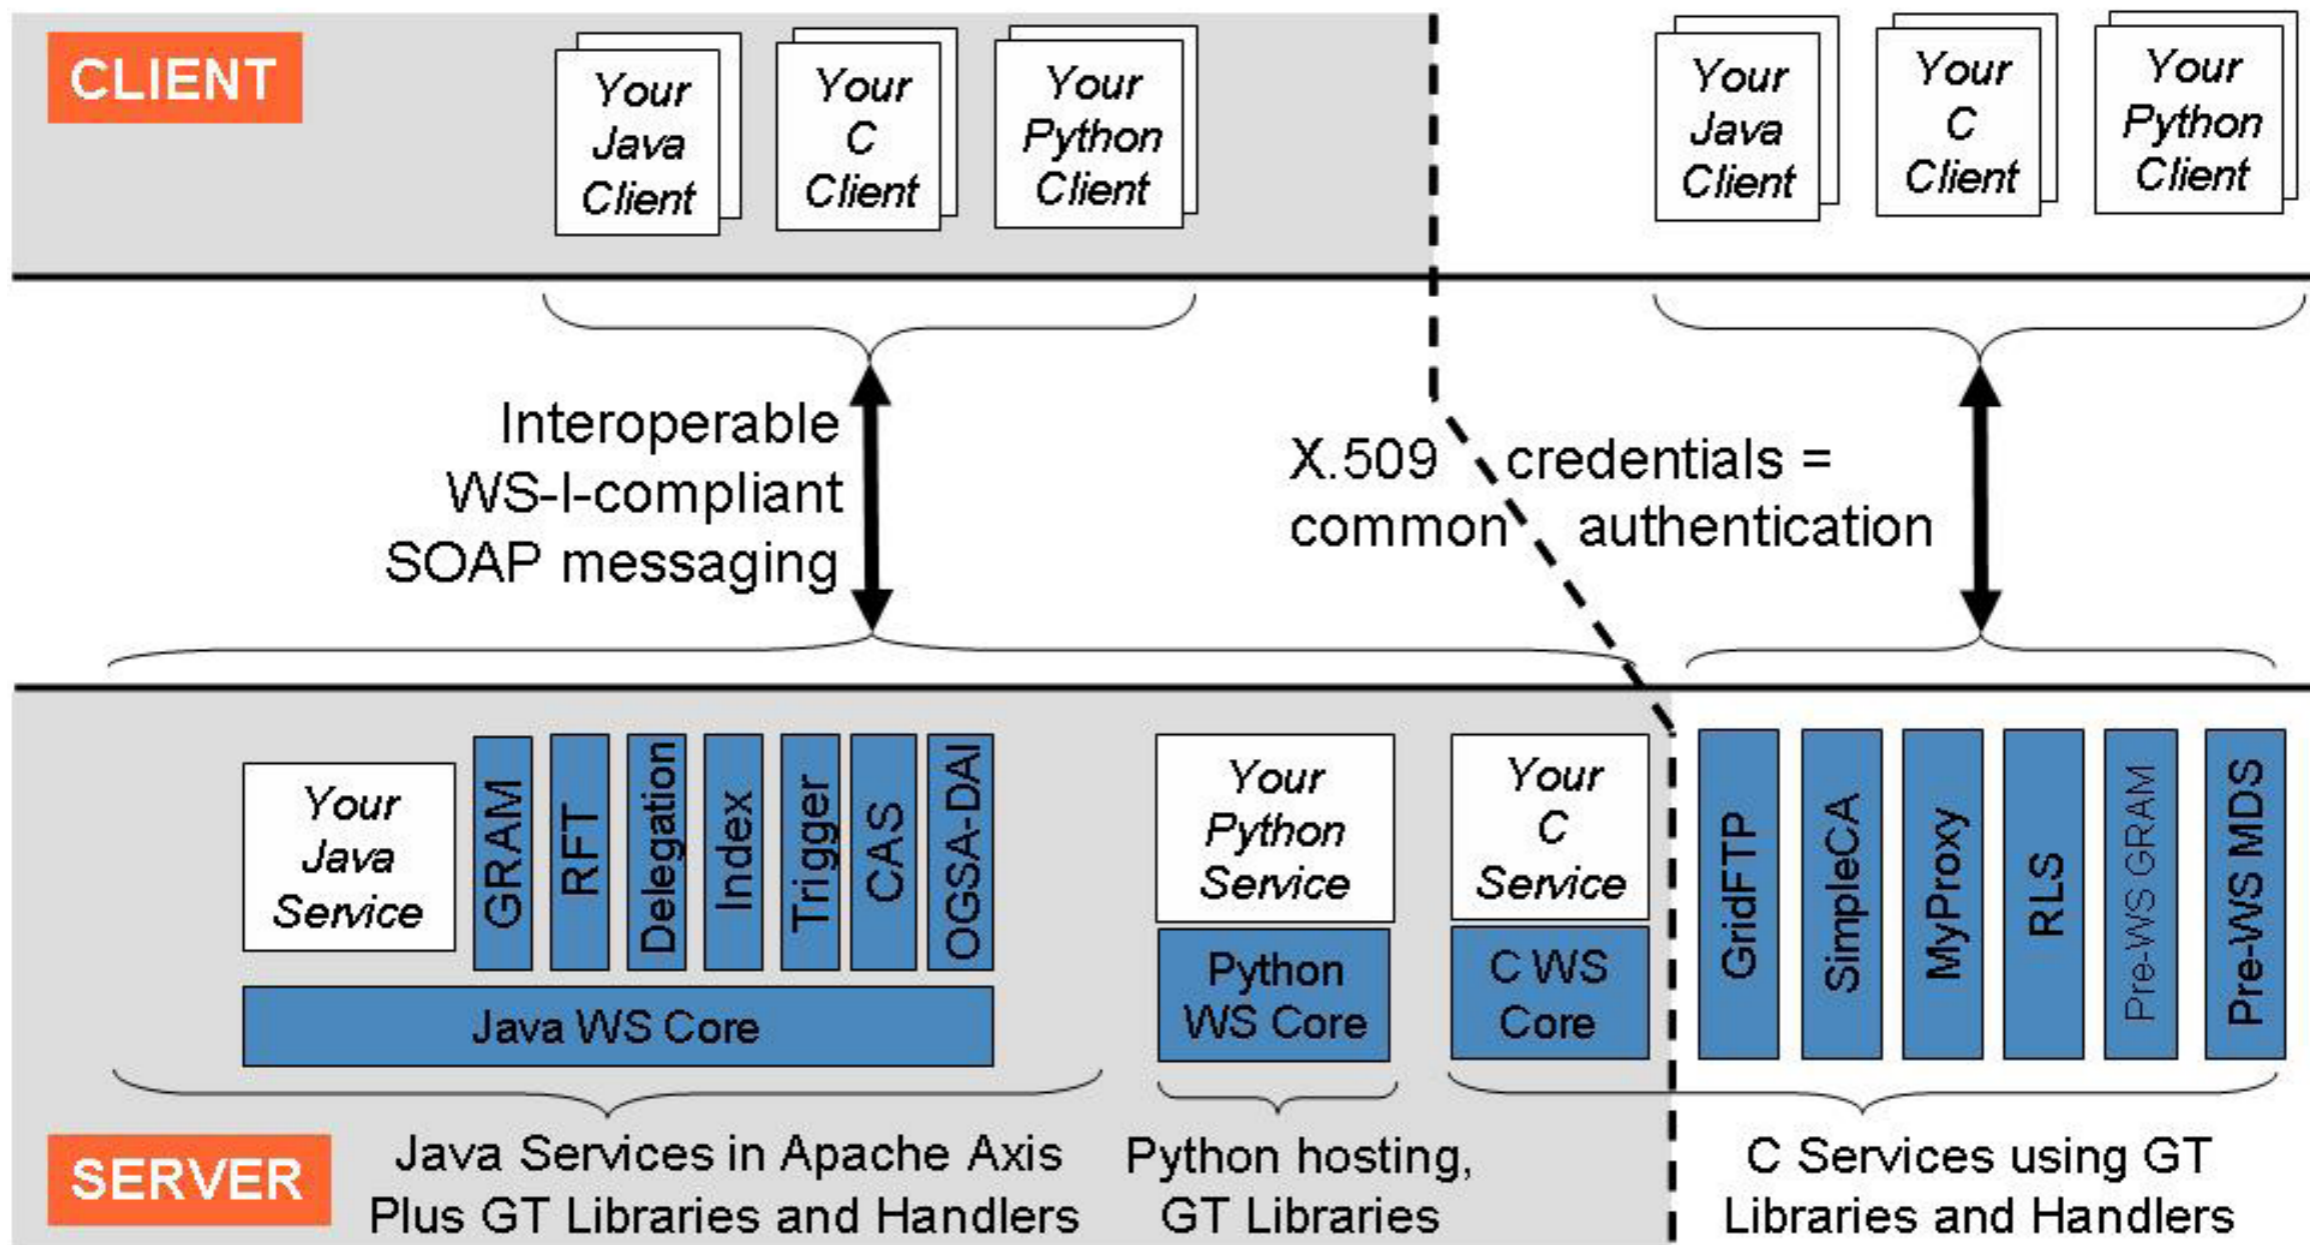 CLIENT
Your
Java
Client
Your
C
Client
Your
Python
Client
Your
Java
Client
Your
C
Client
Your
Python
Client
Interoperable
WS-I-compliant
SOAP messaging
X.509 credentials =
common authentication
Your
Java
Service
GRAM
RFT
Delegation
Index
Trigger
CAS
OGSA-DAI
Java WS Core
Your
Python
Service
Python
WS Core
Your
C
Service
C WS
Core
GridFTP
SimpleCA
MyProxy
RLS
Pre-WS GRAM
Pre-WS MDS
SERVER
Java Services in Apache Axis
Plus GT Libraries and Handlers
Python hosting,
GT Libraries
C Services using GT
Libraries and Handlers